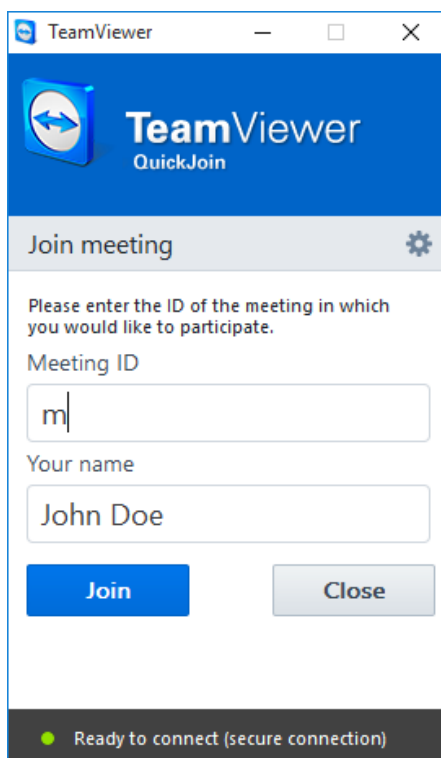 TeamViewer
TeamViewer
QuickJoin
Join meeting
Please enter the ID of the meeting in which
you would like to participate.
Meeting ID
m
Your name
John Doe
Join Close
Ready to connect (secure connection)